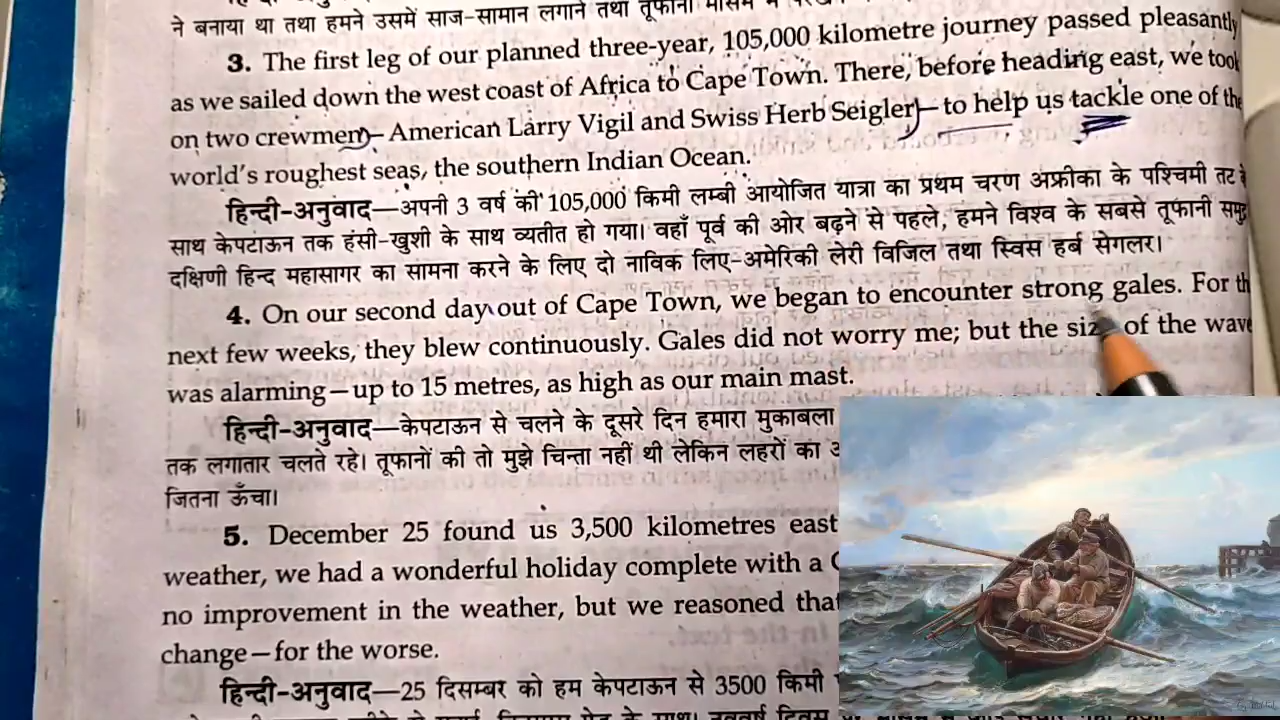 ने बनाया था तथा हमने उसमें साज-सामान लगाने तथा तूफानी मौसम में
3. The first leg of our planned three-year, 105,000 kilometre journey passed pleasantly
as we sailed down the west coast of Africa to Cape Town. There, before heading east, we took
on two crewmen— American Larry Vigil and Swiss Herb Seigler— to help us tackle one of the
world's roughest seas, the southern Indian Ocean.
हिन्दी-अनुवाद—अपनी 3 वर्ष की 105,000 किमी लम्बी आयोजित यात्रा का प्रथम चरण अफ्रीका के पश्चिमी तट के
साथ केपटाऊन तक हंसी-खुशी के साथ व्यतीत हो गया। वहाँ पूर्व की ओर बढ़ने से पहले, हमने विश्व के सबसे तूफानी समुद्र
दक्षिणी हिन्द महासागर का सामना करने के लिए दो नाविक लिए-अमेरिकी लेरी विजिल तथा स्विस हर्ब सेगलर।
4. On our second day out of Cape Town, we began to encounter strong gales. For th
next few weeks, they blew continuously. Gales did not worry me; but the siz of the wave
was alarming—up to 15 metres, as high as our main mast.
हिन्दी-अनुवाद—केपटाऊन से चलने के दूसरे दिन हमारा मुकाबला
तक लगातार चलते रहे। तूफानों की तो मुझे चिन्ता नहीं थी लेकिन लहरों का
जितना ऊँचा।
5. December 25 found us 3,500 kilometres east
weather, we had a wonderful holiday complete with a
no improvement in the weather, but we reasoned that
change—for the worse.
हिन्दी-अनुवाद—25 दिसम्बर को हम केपटाऊन से 3500 किमी